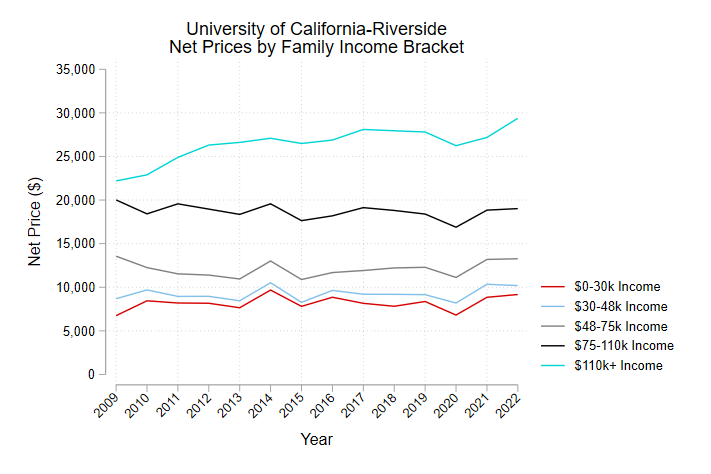 University of California-Riverside
Net Prices by Family Income Bracket
35,000
30,000
25,000
20,000
15,000
10,000
5,000
0
Net Price ($)
2009
2010
2011
2012
2013
2014
2015
2016
2017
2018
2019
2020
2021
2022
Year
$0-30k Income
$30-48k Income
$48-75k Income
$75-110k Income
$110k+ Income